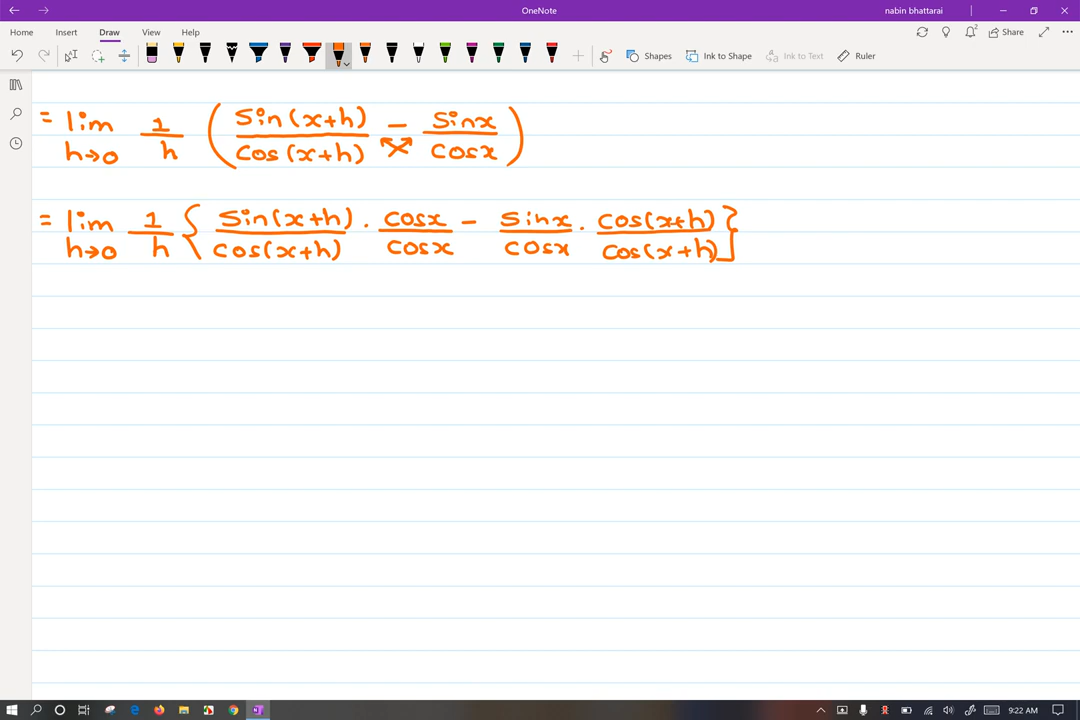 OneNote
nabin bhattarai
Home Insert Draw View Help
Share
Shapes Ink to Shape Ink to Text Ruler
= lim h→0 1/h ( sin(x+h)/cos(x+h) - sinx/cosx )
= lim h→0 1/h { sin(x+h)/cos(x+h) . cosx/cosx - sinx/cosx . cos(x+h)/cos(x+h) }
9:22 AM